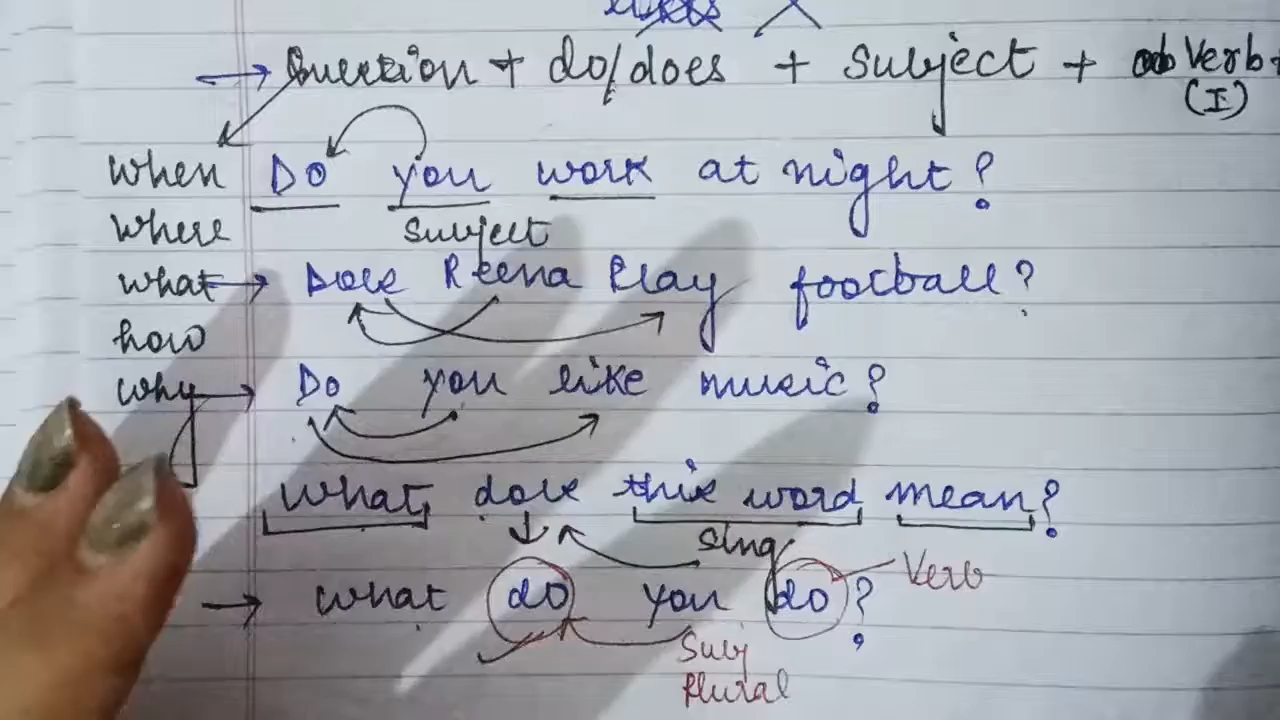 → Question + do/does + Subject + Verb +
(I)
when Do you work at night?
where subject
what → Does Reena Play football?
how
why → Do you like music?
What does this word mean?
sing
→ what do you do? Verb
Subj
Plural